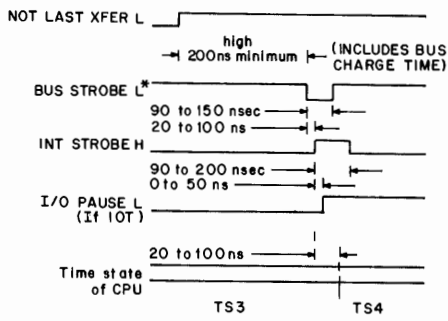 NOT LAST XFER L
high
200ns minimum
(INCLUDES BUS
CHARGE TIME)
BUS STROBE L*
90 to 150 nsec
20 to 100 ns
INT STROBE H
90 to 200 nsec
0 to 50 ns
I/O PAUSE L
(If IOT)
20 to 100ns
Time state
of CPU
TS3
TS4